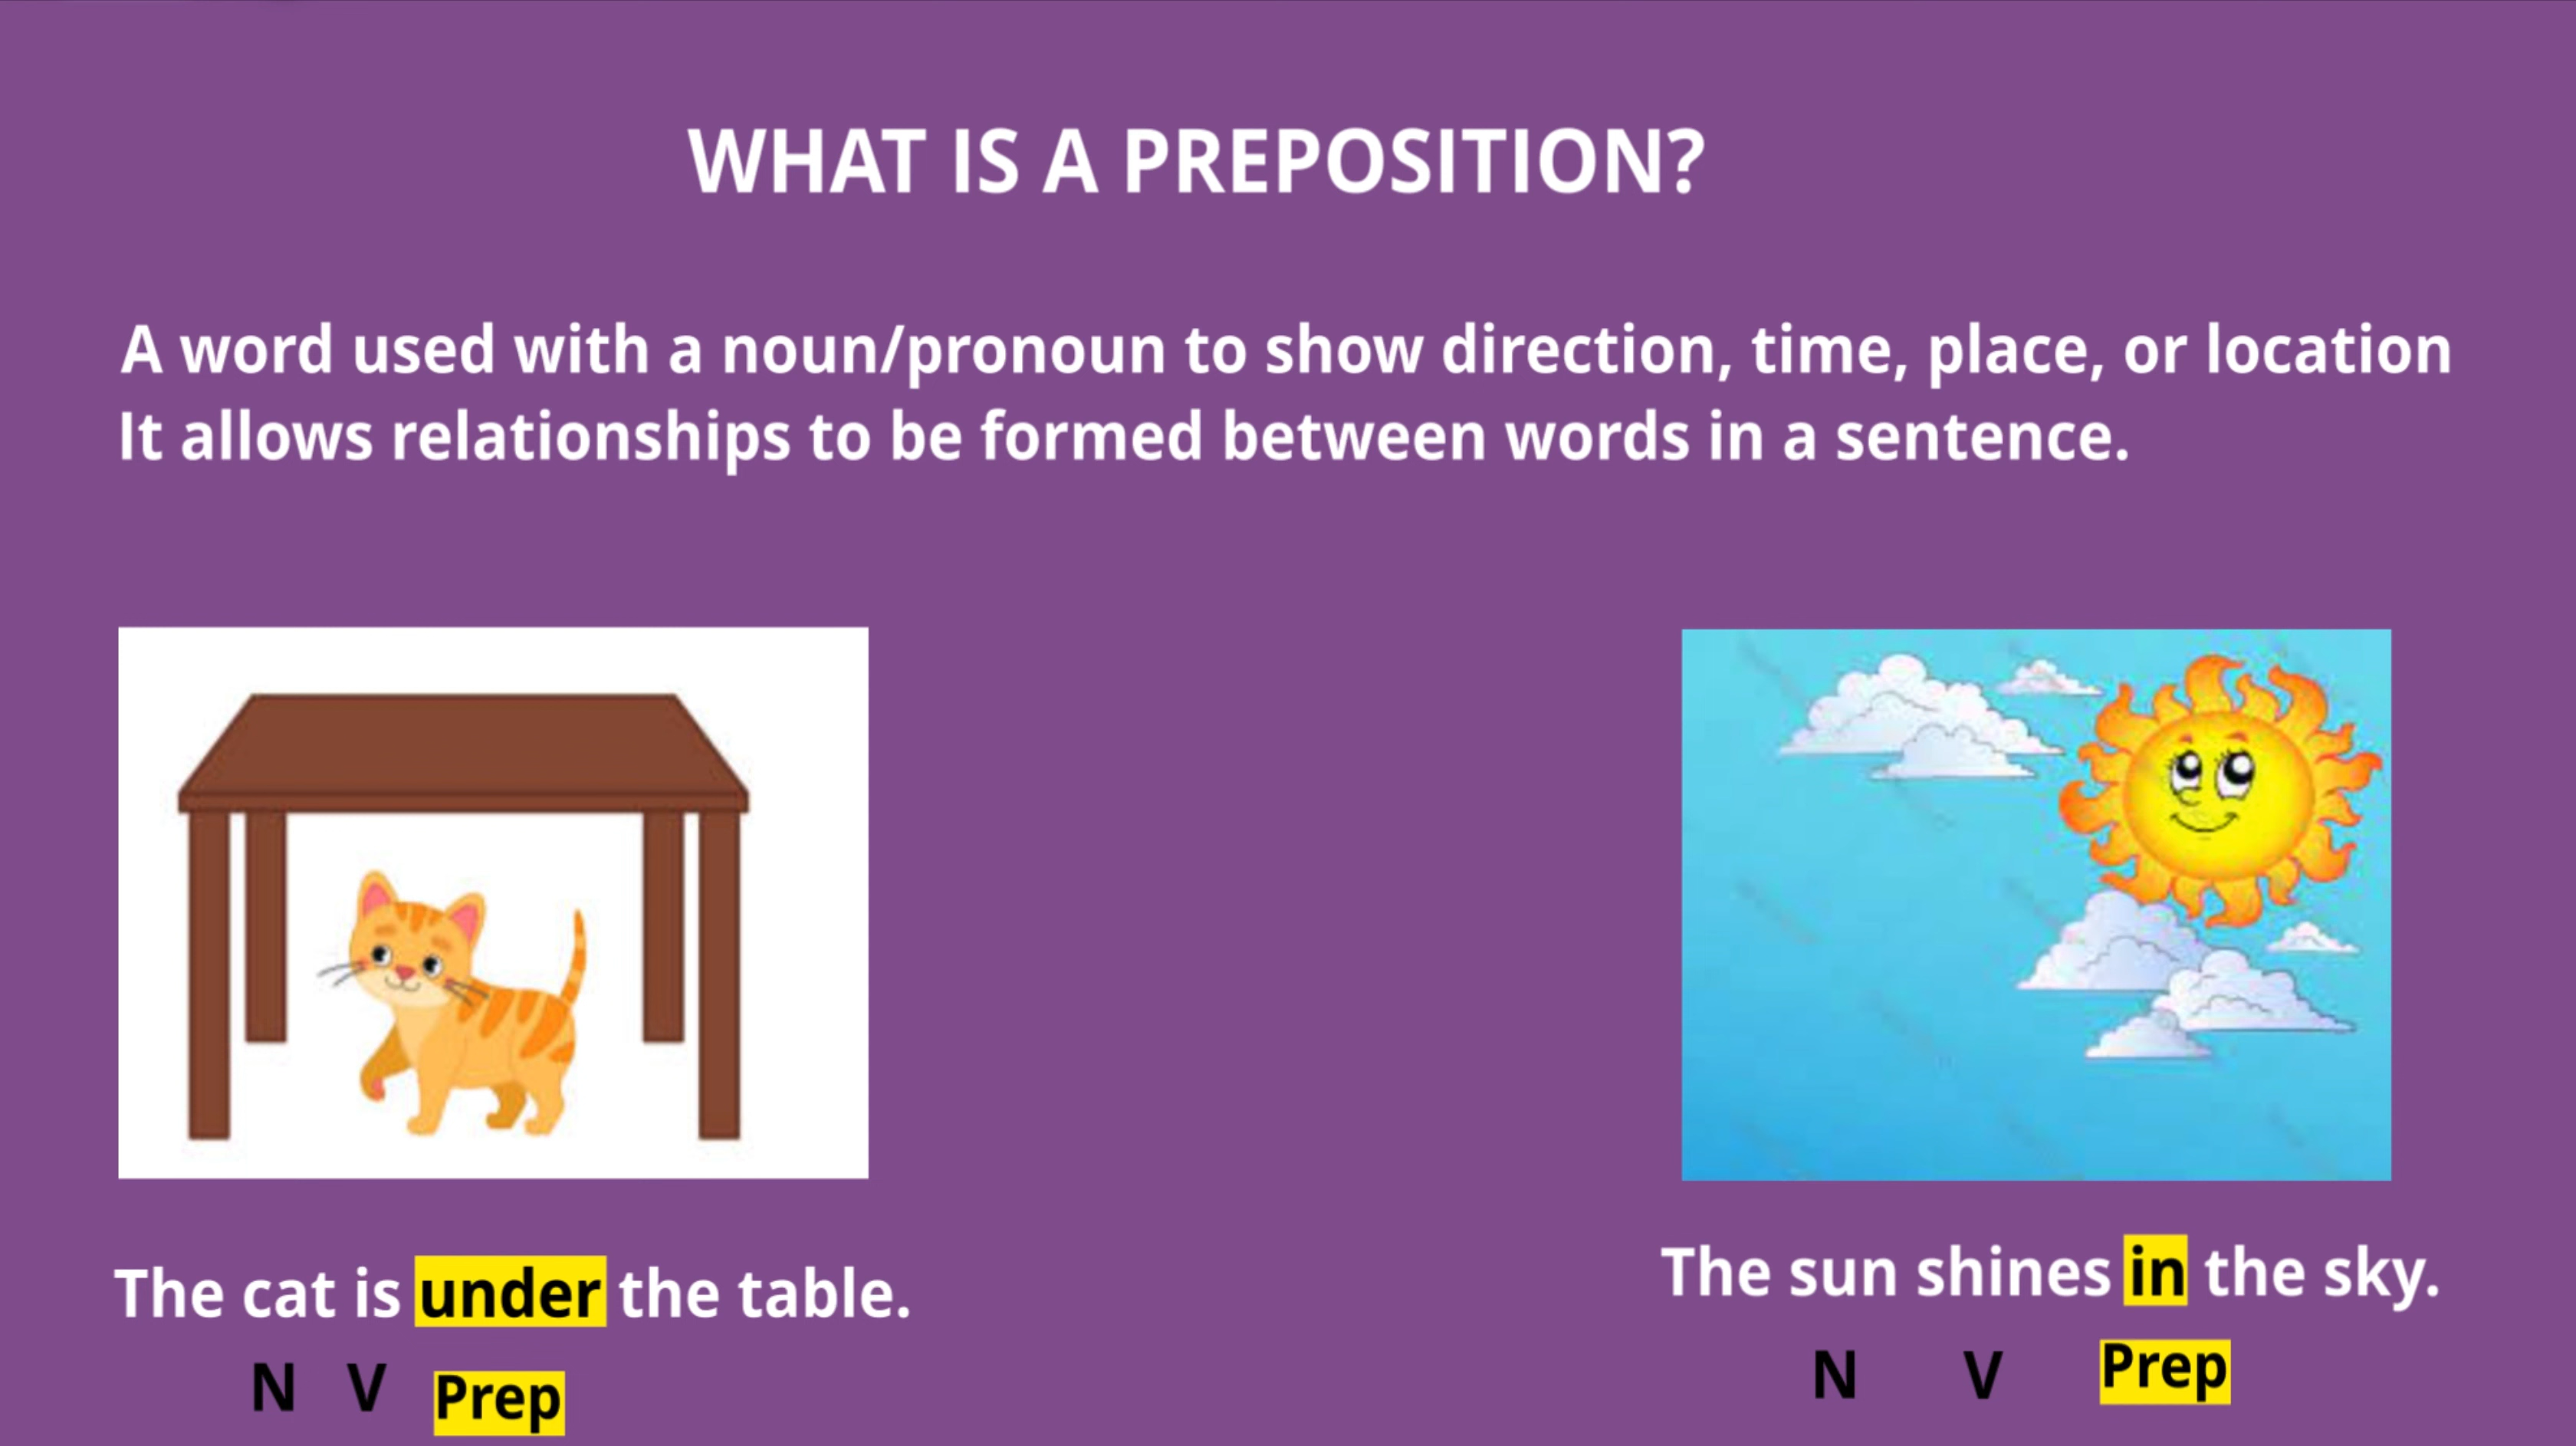 WHAT IS A PREPOSITION?
A word used with a noun/pronoun to show direction, time, place, or location
It allows relationships to be formed between words in a sentence.
The cat is under the table.
N V Prep
The sun shines in the sky.
N V Prep